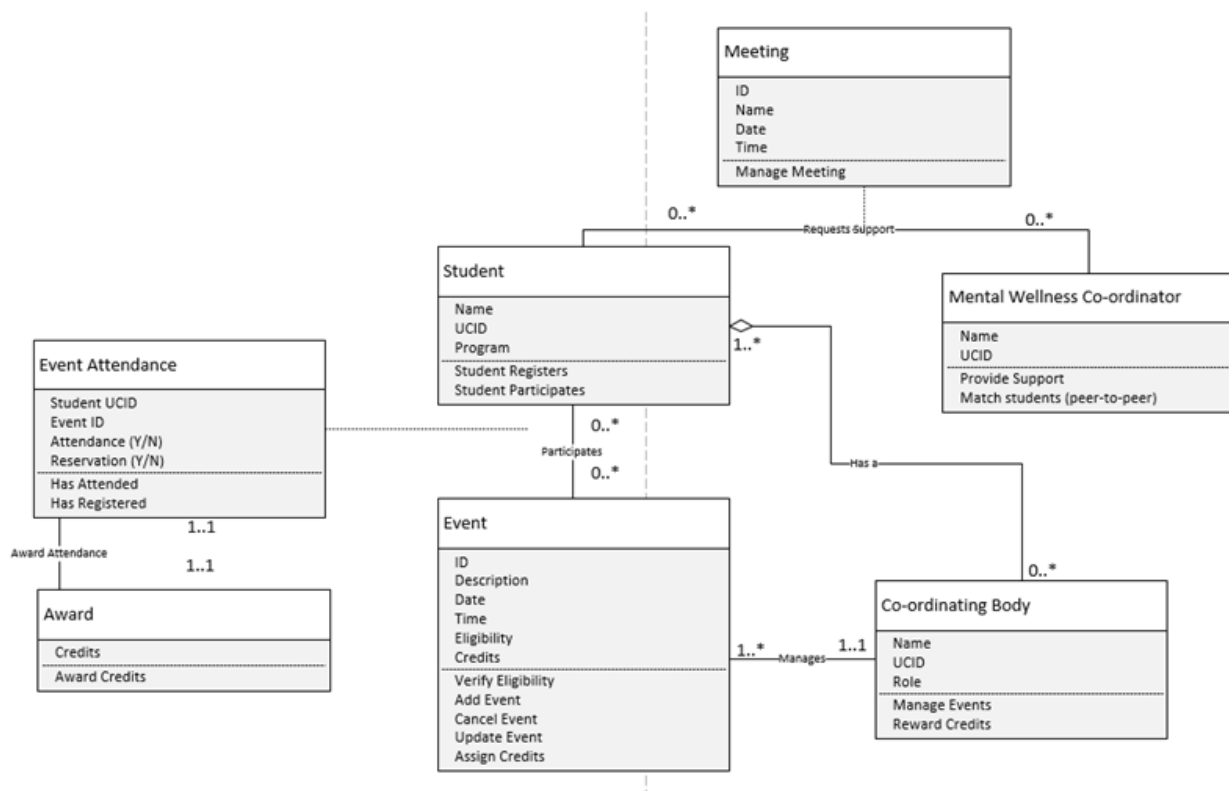 Meeting
ID
Name
Date
Time
Manage Meeting
0..*
0..*
Requests Support
Student
Name
UCID
Program
Student Registers
Student Participates
1..*
Mental Wellness Co-ordinator
Name
UCID
Provide Support
Match students (peer-to-peer)
Event Attendance
Student UCID
Event ID
Attendance (Y/N)
Reservation (Y/N)
Has Attended
Has Registered
0..*
Participates
0..*
Has a
1..1
Award Attendance
1..1
Award
Credits
Award Credits
Event
ID
Description
Date
Time
Eligibility
Credits
Verify Eligibility
Add Event
Cancel Event
Update Event
Assign Credits
1..*
Manages
1..1
0..*
Co-ordinating Body
Name
UCID
Role
Manage Events
Reward Credits